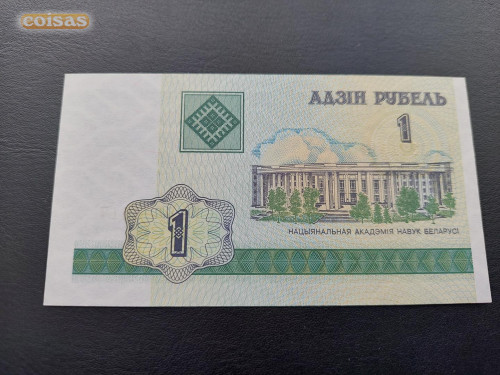 coisas
АДЗІН РУБЕЛЬ
1
НАЦЫЯНАЛЬНАЯ АКАДЭМІЯ НАВУК БЕЛАРУСІ
1